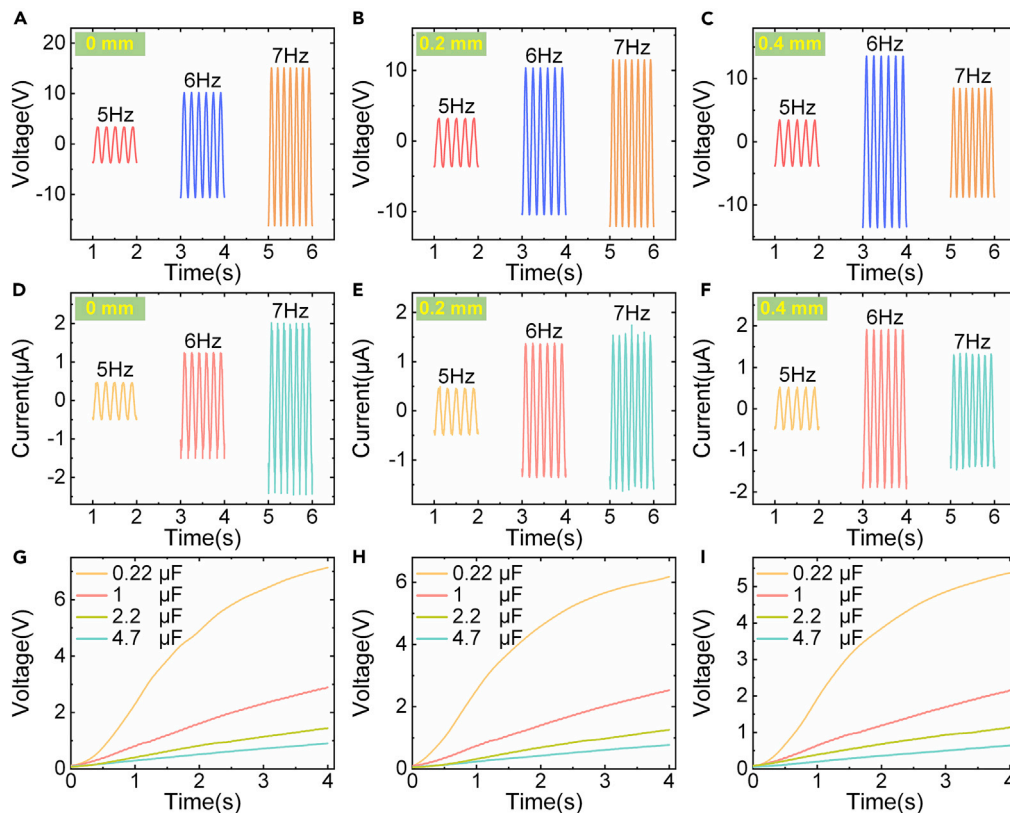 A
0 mm
5Hz
6Hz
7Hz
20
10
0
-10
Voltage(V)
1 2 3 4 5 6
Time(s)
B
0.2 mm
5Hz
6Hz
7Hz
10
0
-10
Voltage(V)
1 2 3 4 5 6
Time(s)
C
0.4 mm
5Hz
6Hz
7Hz
10
0
-10
Voltage(V)
1 2 3 4 5 6
Time(s)
D
0 mm
5Hz
6Hz
7Hz
2
1
0
-1
-2
Current(μA)
1 2 3 4 5 6
Time(s)
E
0.2 mm
5Hz
6Hz
7Hz
2
1
0
-1
Current(μA)
1 2 3 4 5 6
Time(s)
F
0.4 mm
5Hz
6Hz
7Hz
2
1
0
-1
-2
Current(μA)
1 2 3 4 5 6
Time(s)
G
0.22 μF
1 μF
2.2 μF
4.7 μF
6
4
2
0
Voltage(V)
0 1 2 3 4
Time(s)
H
0.22 μF
1 μF
2.2 μF
4.7 μF
6
4
2
0
Voltage(V)
0 1 2 3 4
Time(s)
I
0.22 μF
1 μF
2.2 μF
4.7 μF
5
4
3
2
1
0
Voltage(V)
0 1 2 3 4
Time(s)